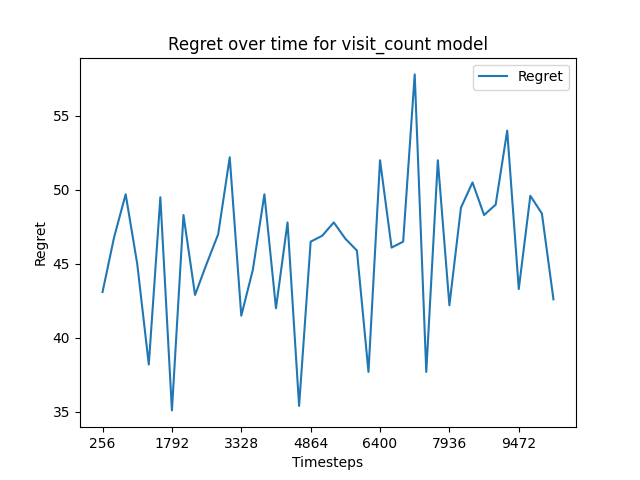 Regret over time for visit_count model
Regret
55
50
45
40
35
Regret
256 1792 3328 4864 6400 7936 9472
Timesteps